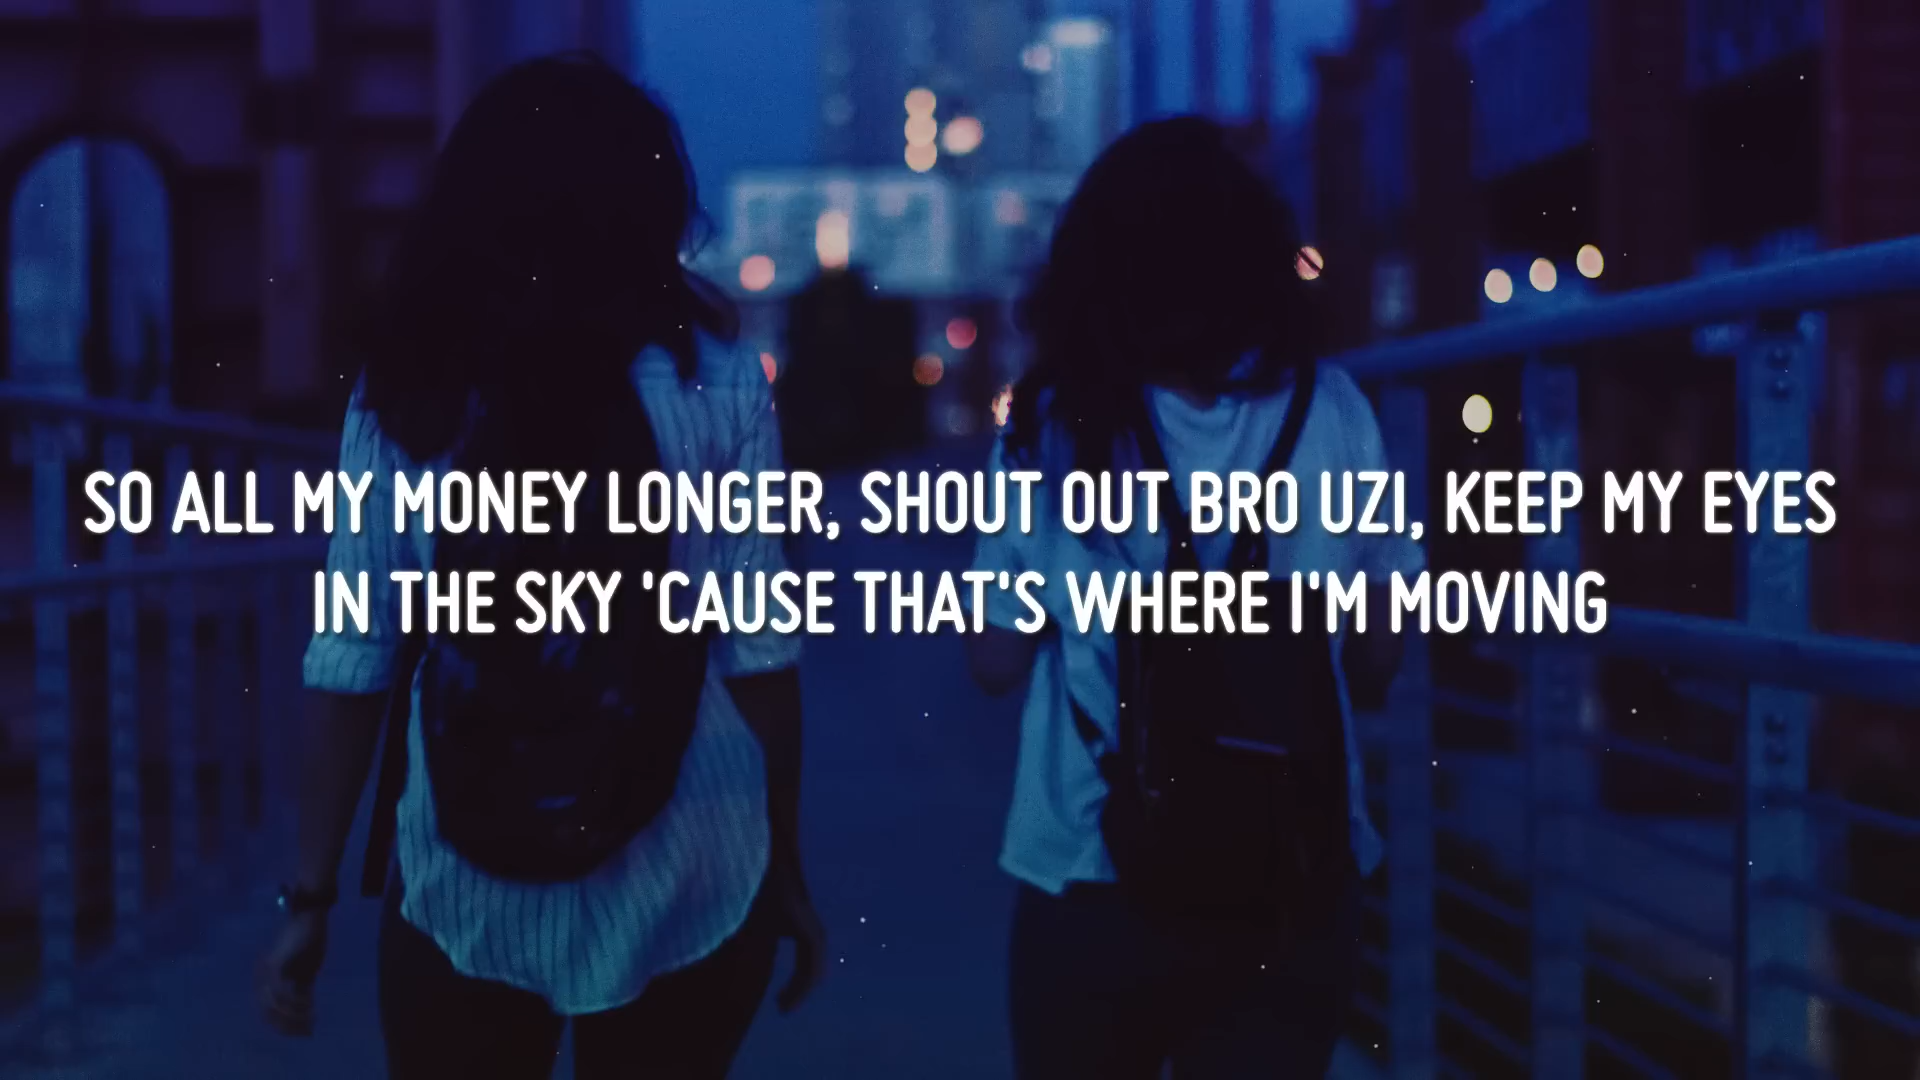 SO ALL MY MONEY LONGER, SHOUT OUT BRO UZI, KEEP MY EYES
IN THE SKY 'CAUSE THAT'S WHERE I'M MOVING